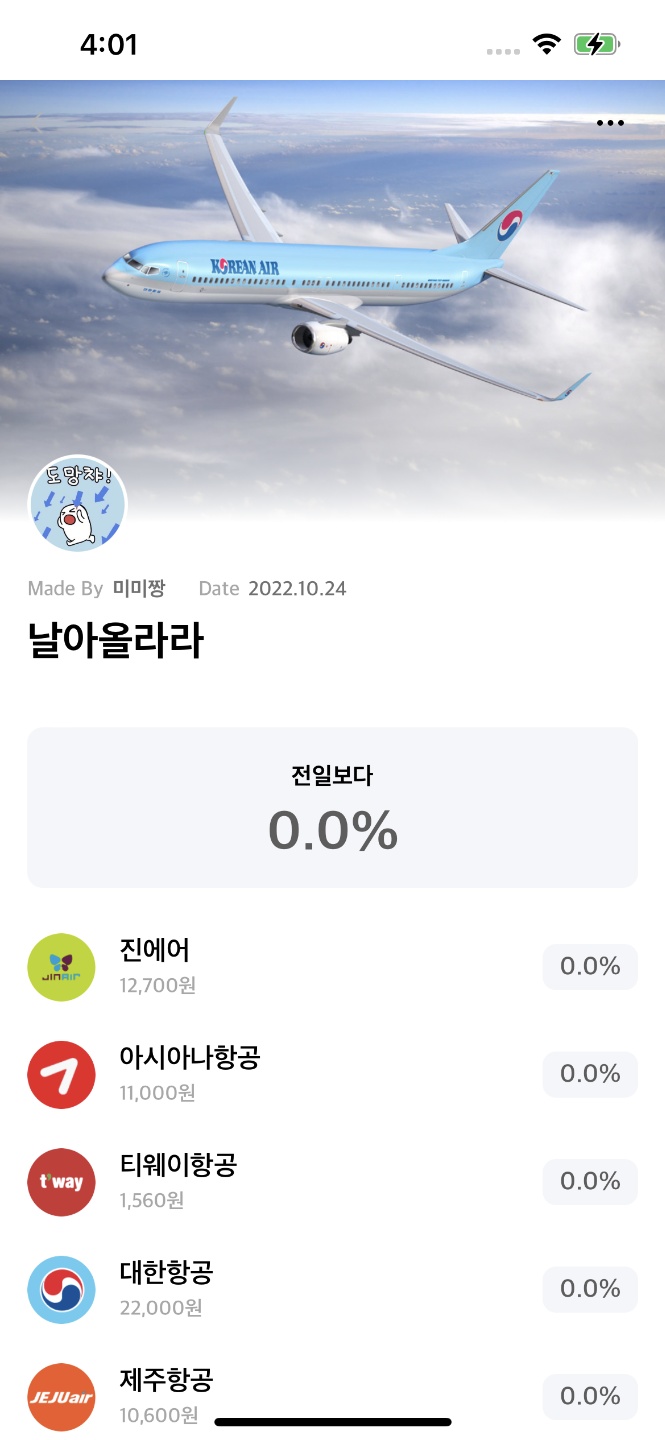 4:01
KOREAN AIR
도망챠!
Made By 미미짱 Date 2022.10.24
날아올라라
전일보다
0.0%
JINAIR
진에어
12,700원
0.0%
아시아나항공
11,000원
0.0%
t'way
티웨이항공
1,560원
0.0%
대한항공
22,000원
0.0%
JEJUair
제주항공
10,600원
0.0%